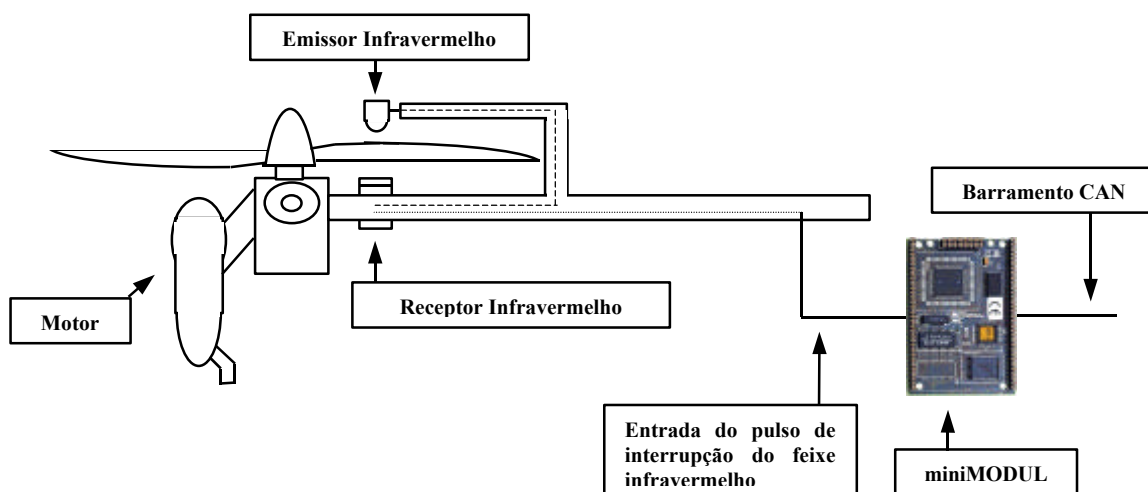 Emissor Infravermelho
Barramento CAN
Motor
Receptor Infravermelho
Entrada do pulso de
interrupção do feixe
infravermelho
miniMODUL